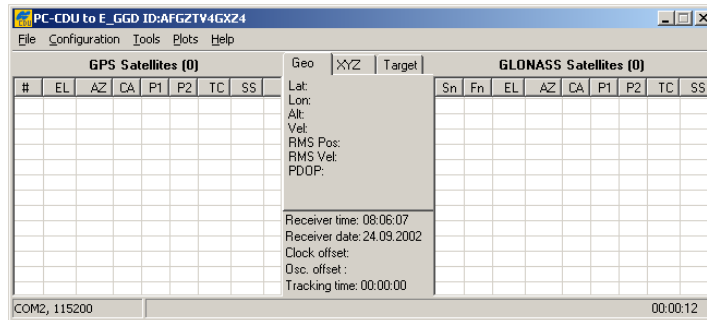 PC-CDU to E_GGD ID:AFGZTV4GXZ4
File Configuration Tools Plots Help
GPS Satellites (0)
# EL AZ CA P1 P2 TC SS
Geo XYZ Target
Lat:
Lon:
Alt:
Vel:
RMS Pos:
RMS Vel:
PDOP:
Receiver time: 08:06:07
Receiver date: 24.09.2002
Clock offset:
Osc. offset :
Tracking time: 00:00:00
GLONASS Satellites (0)
Sn Fn EL AZ CA P1 P2 TC SS
COM2, 115200
00:00:12